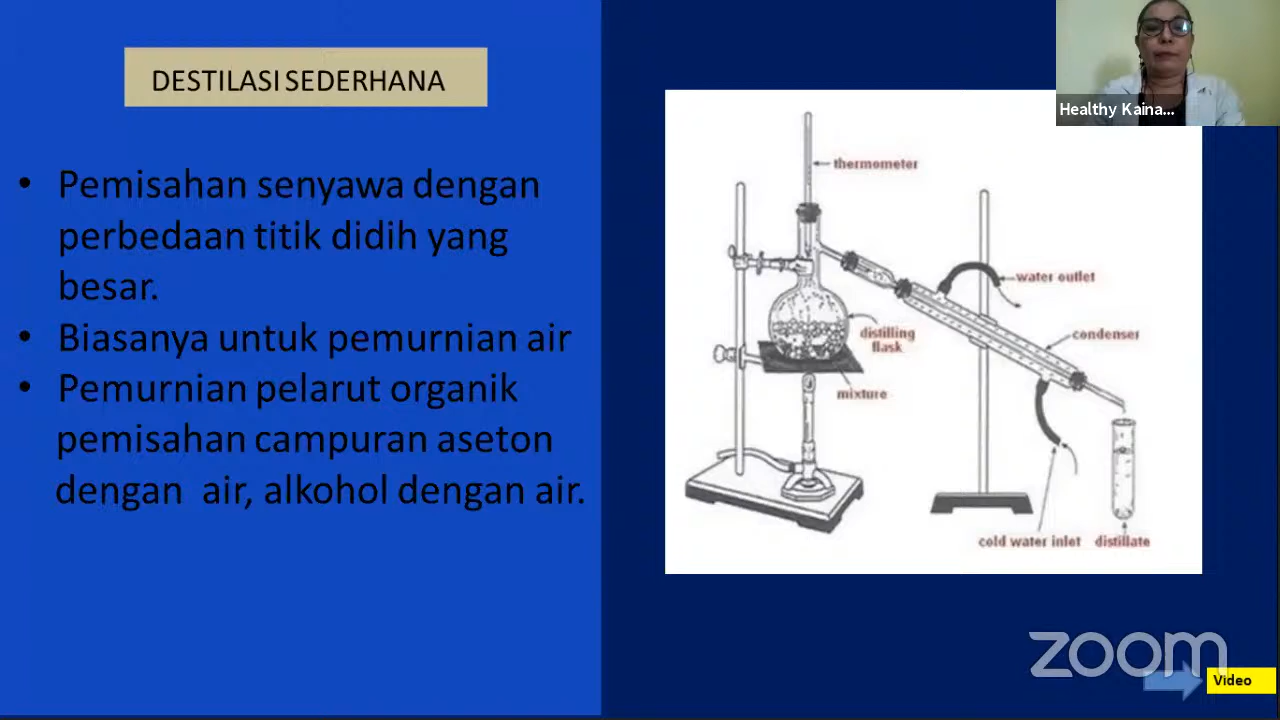 DESTILASI SEDERHANA
• Pemisahan senyawa dengan
perbedaan titik didih yang
besar.
• Biasanya untuk pemurnian air
• Pemurnian pelarut organik
pemisahan campuran aseton
dengan air, alkohol dengan air.
Healthy Kaina...
thermometer
water outlet
distilling
flask
condenser
mixture
cold water inlet
distillate
zoom
Video